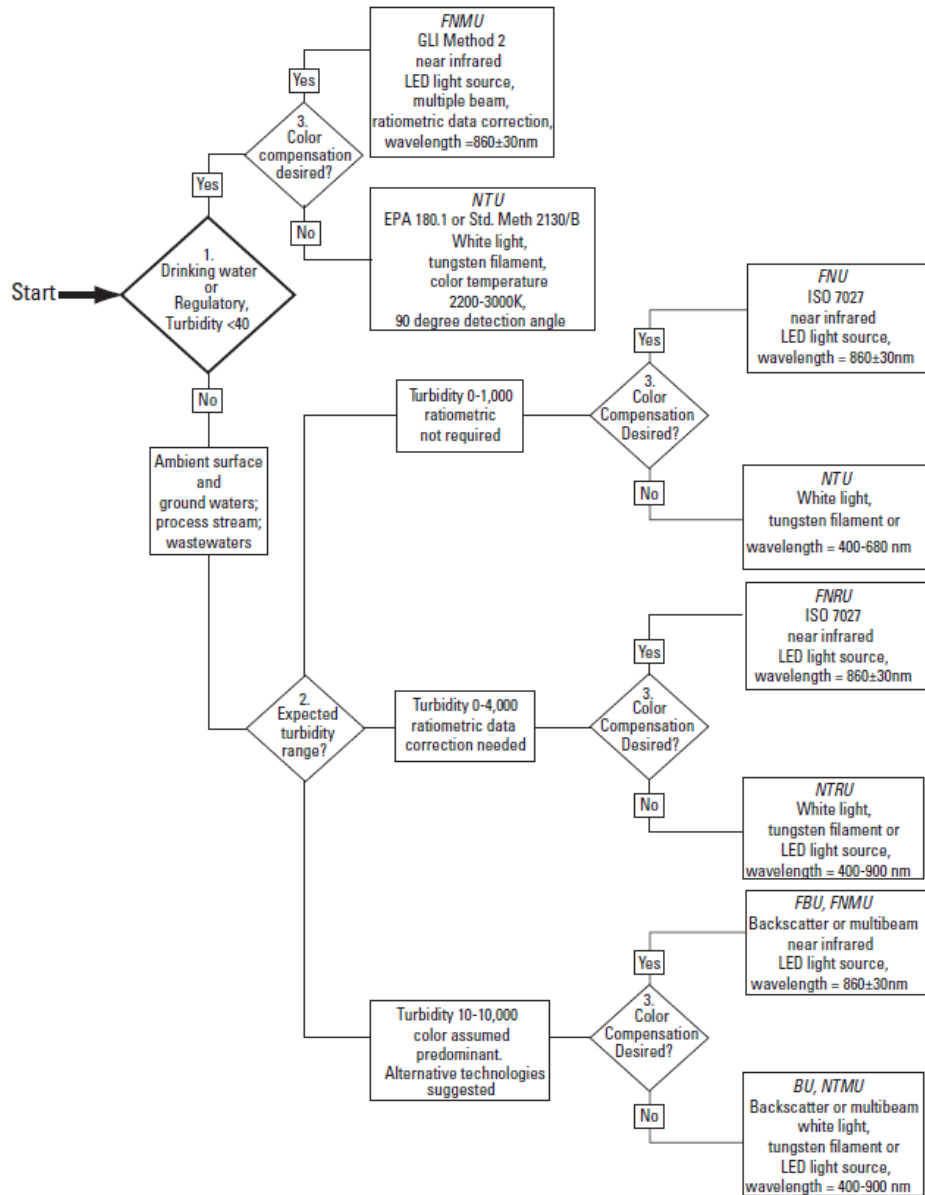 FNMU
GLI Method 2
near infrared
LED light source,
multiple beam,
ratiometric data correction,
wavelength =860±30nm
Yes
3.
Color
compensation
desired?
Yes
No
NTU
EPA 180.1 or Std. Meth 2130/B
White light,
tungsten filament,
color temperature
2200-3000K,
90 degree detection angle
Start
1.
Drinking water
or
Regulatory,
Turbidity <40
No
Ambient surface
and
ground waters;
process stream;
wastewaters
2.
Expected
turbidity
range?
Turbidity 0-1,000
ratiometric
not required
3.
Color
Compensation
Desired?
Yes
FNU
ISO 7027
near infrared
LED light source,
wavelength = 860±30nm
No
NTU
White light,
tungsten filament or
wavelength = 400-680 nm
Turbidity 0-4,000
ratiometric data
correction needed
3.
Color
Compensation
Desired?
Yes
FNRU
ISO 7027
near infrared
LED light source,
wavelength = 860±30nm
No
NTRU
White light,
tungsten filament or
LED light source,
wavelength = 400-900 nm
Turbidity 10-10,000
color assumed
predominant.
Alternative technologies
suggested
3.
Color
Compensation
Desired?
Yes
FBU, FNMU
Backscatter or multibeam
near infrared
LED light source,
wavelength = 860±30nm
No
BU, NTMU
Backscatter or multibeam
white light,
tungsten filament or
LED light source,
wavelength = 400-900 nm